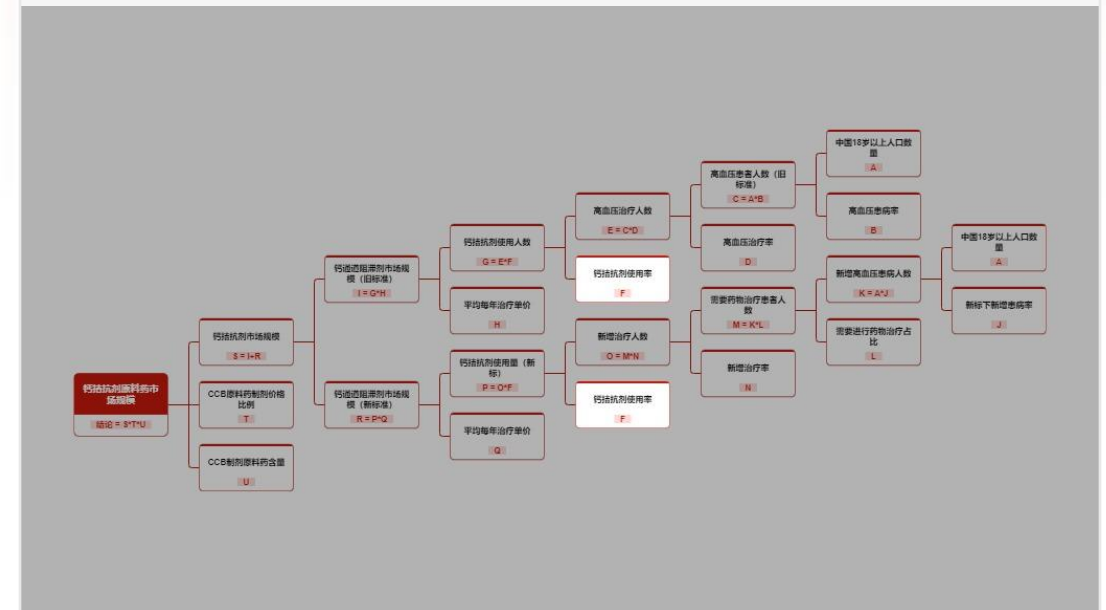 中国18岁以上人口数
量
A
高血压患者人数（旧
标准）
C = A*B
高血压患病率
B
高血压治疗人数
E = C*D
高血压治疗率
D
钙拮抗剂使用人数
G = E*F
钙拮抗剂使用率
F
钙通道阻滞剂市场规
模（旧标准）
I = G*H
平均每年治疗单价
H
中国18岁以上人口数
量
A
新增高血压患病人数
K = A*J
新标下新增患病率
J
需要药物治疗患者人
数
M = K*L
需要进行药物治疗占
比
L
新增治疗人数
O = M*N
新增治疗率
N
钙拮抗剂市场规模
S = I+R
钙拮抗剂使用量（新
标）
P = O*F
钙拮抗剂使用率
F
钙通道阻滞剂市场规
模（新标准）
R = P*Q
平均每年治疗单价
Q
钙拮抗剂原料药市
场规模
结论 = S*T*U
CCB原料药制剂价格
比例
T
CCB制剂原料药含量
U